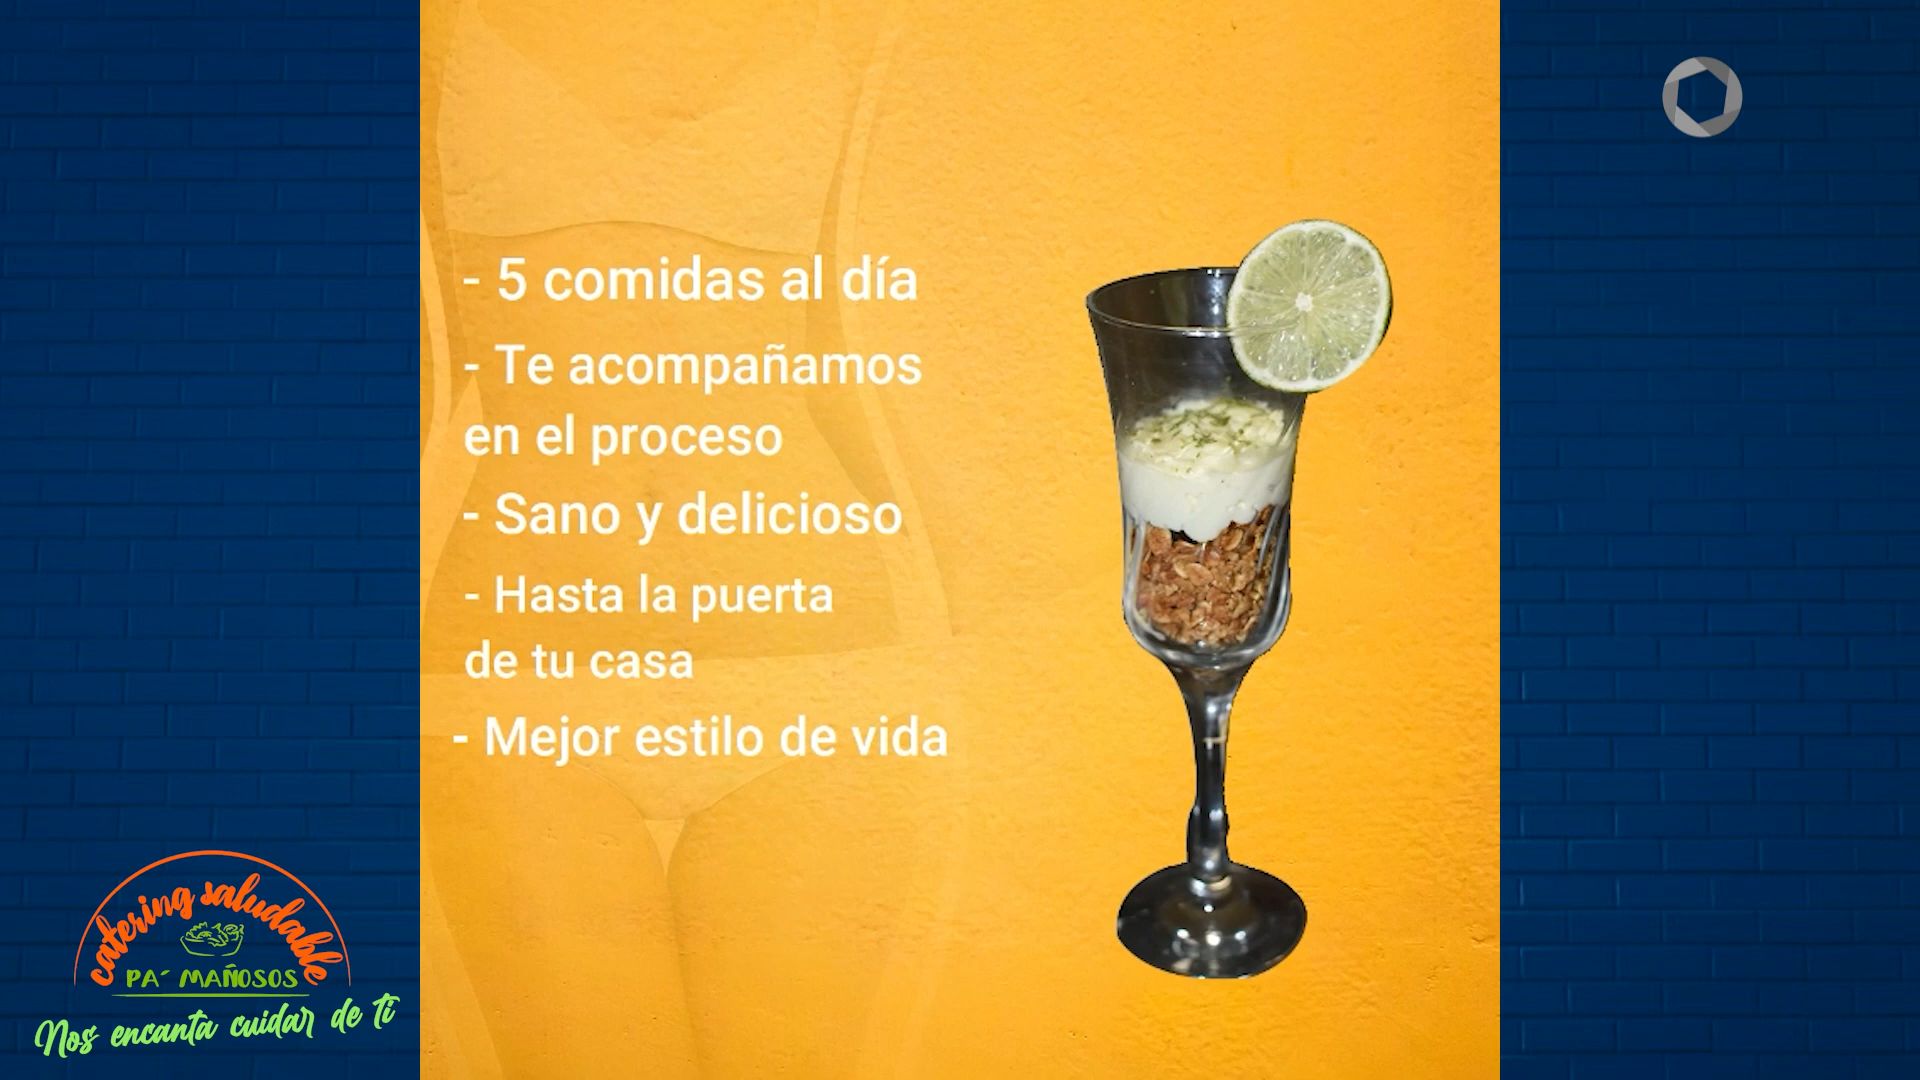 - 5 comidas al día
- Te acompañamos
en el proceso
- Sano y delicioso
- Hasta la puerta
de tu casa
- Mejor estilo de vida
catering saludable
PA´ MAÑOSOS
Nos encanta cuidar de ti